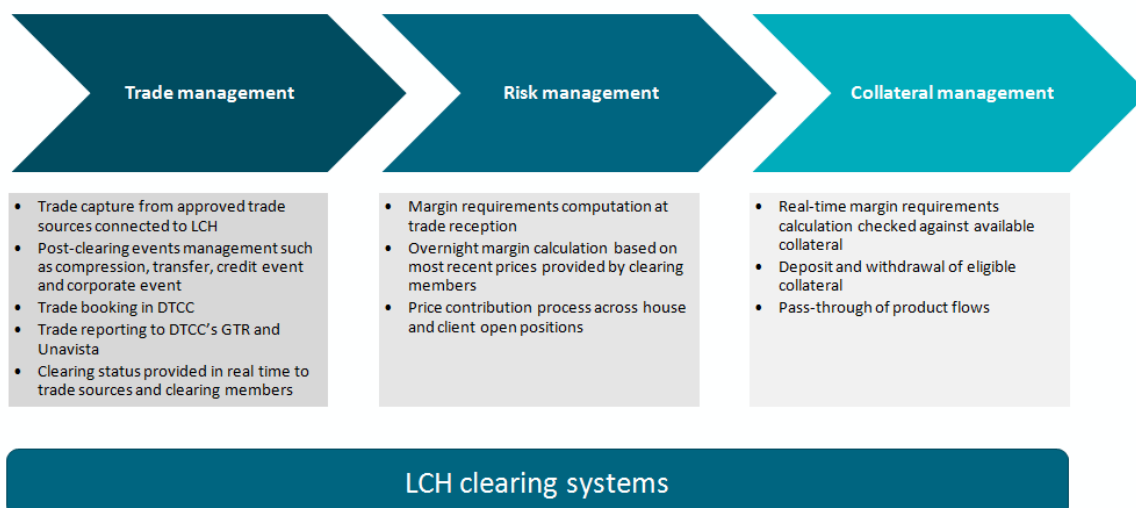 Trade management
Risk management
Collateral management
• Trade capture from approved trade
sources connected to LCH
• Post-clearing events management such
as compression, transfer, credit event
and corporate event
• Trade booking in DTCC
• Trade reporting to DTCC's GTR and
Unavista
• Clearing status provided in real time to
trade sources and clearing members
• Margin requirements computation at
trade reception
• Overnight margin calculation based on
most recent prices provided by clearing
members
• Price contribution process across house
and client open positions
• Real-time margin requirements
calculation checked against available
collateral
• Deposit and withdrawal of eligible
collateral
• Pass-through of product flows
LCH clearing systems